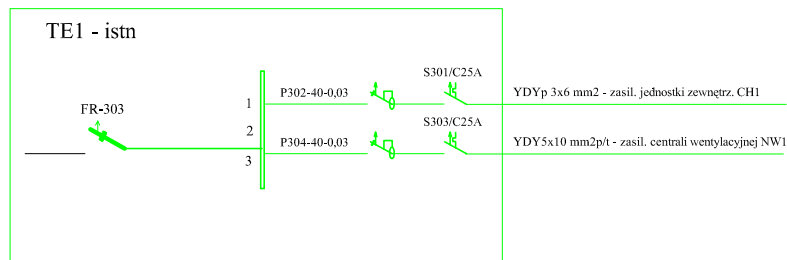 TE1 - istn
S301/C25A
P302-40-0,03
YDYp 3x6 mm2 - zasil. jednostki zewnętrz. CH1
1
FR-303
2
S303/C25A
P304-40-0,03
YDY5x10 mm2p/t - zasil. centrali wentylacyjnej NW1
3